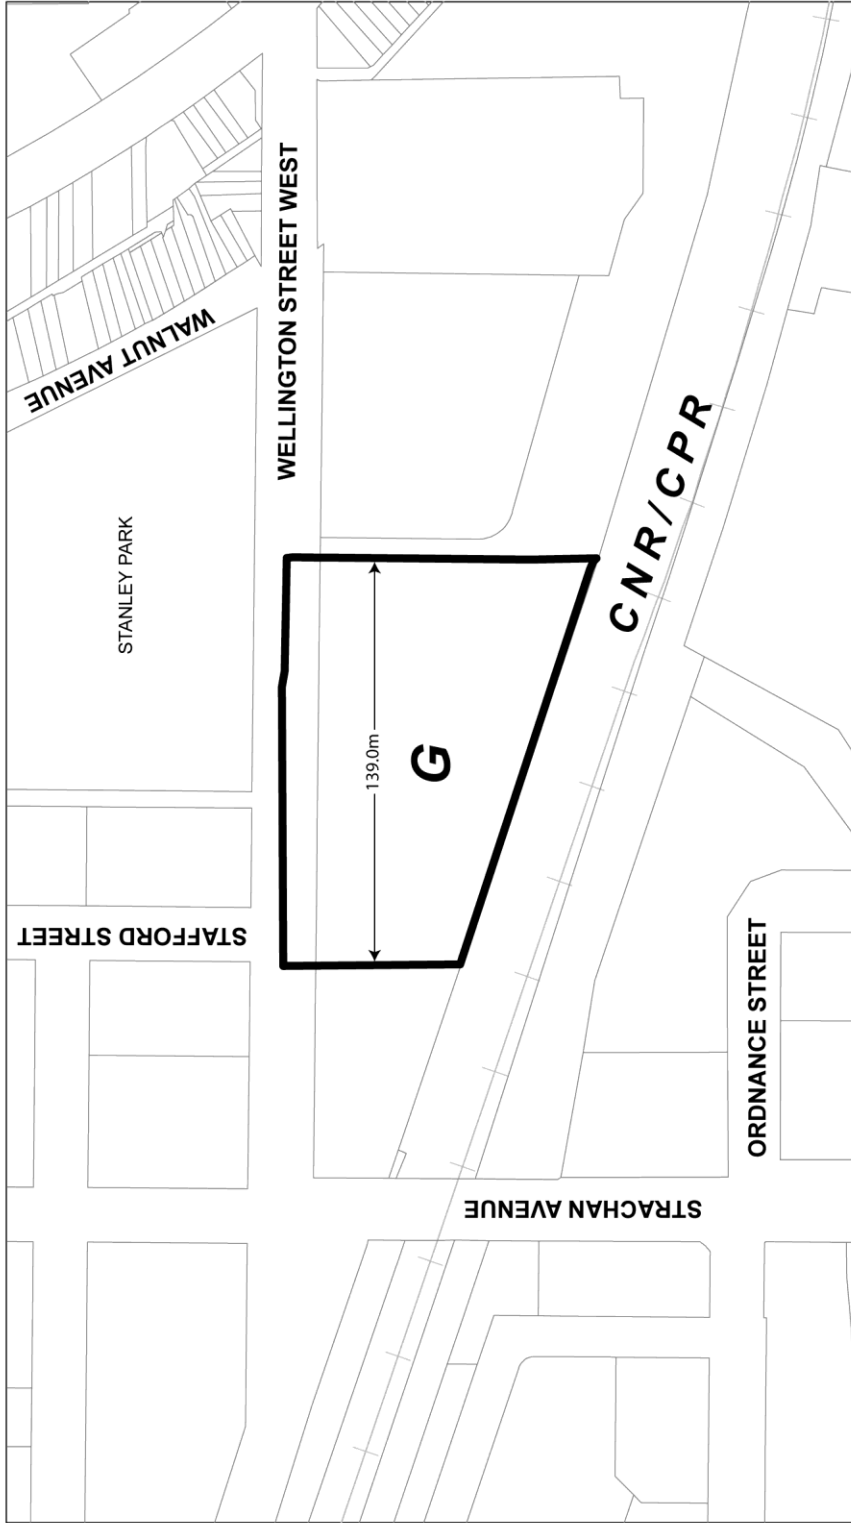 WALNUT AVENUE
WELLINGTON STREET WEST
STANLEY PARK
CNR/CPR
139.0m
G
STAFFORD STREET
ORDNANCE STREET
STRACHAN AVENUE